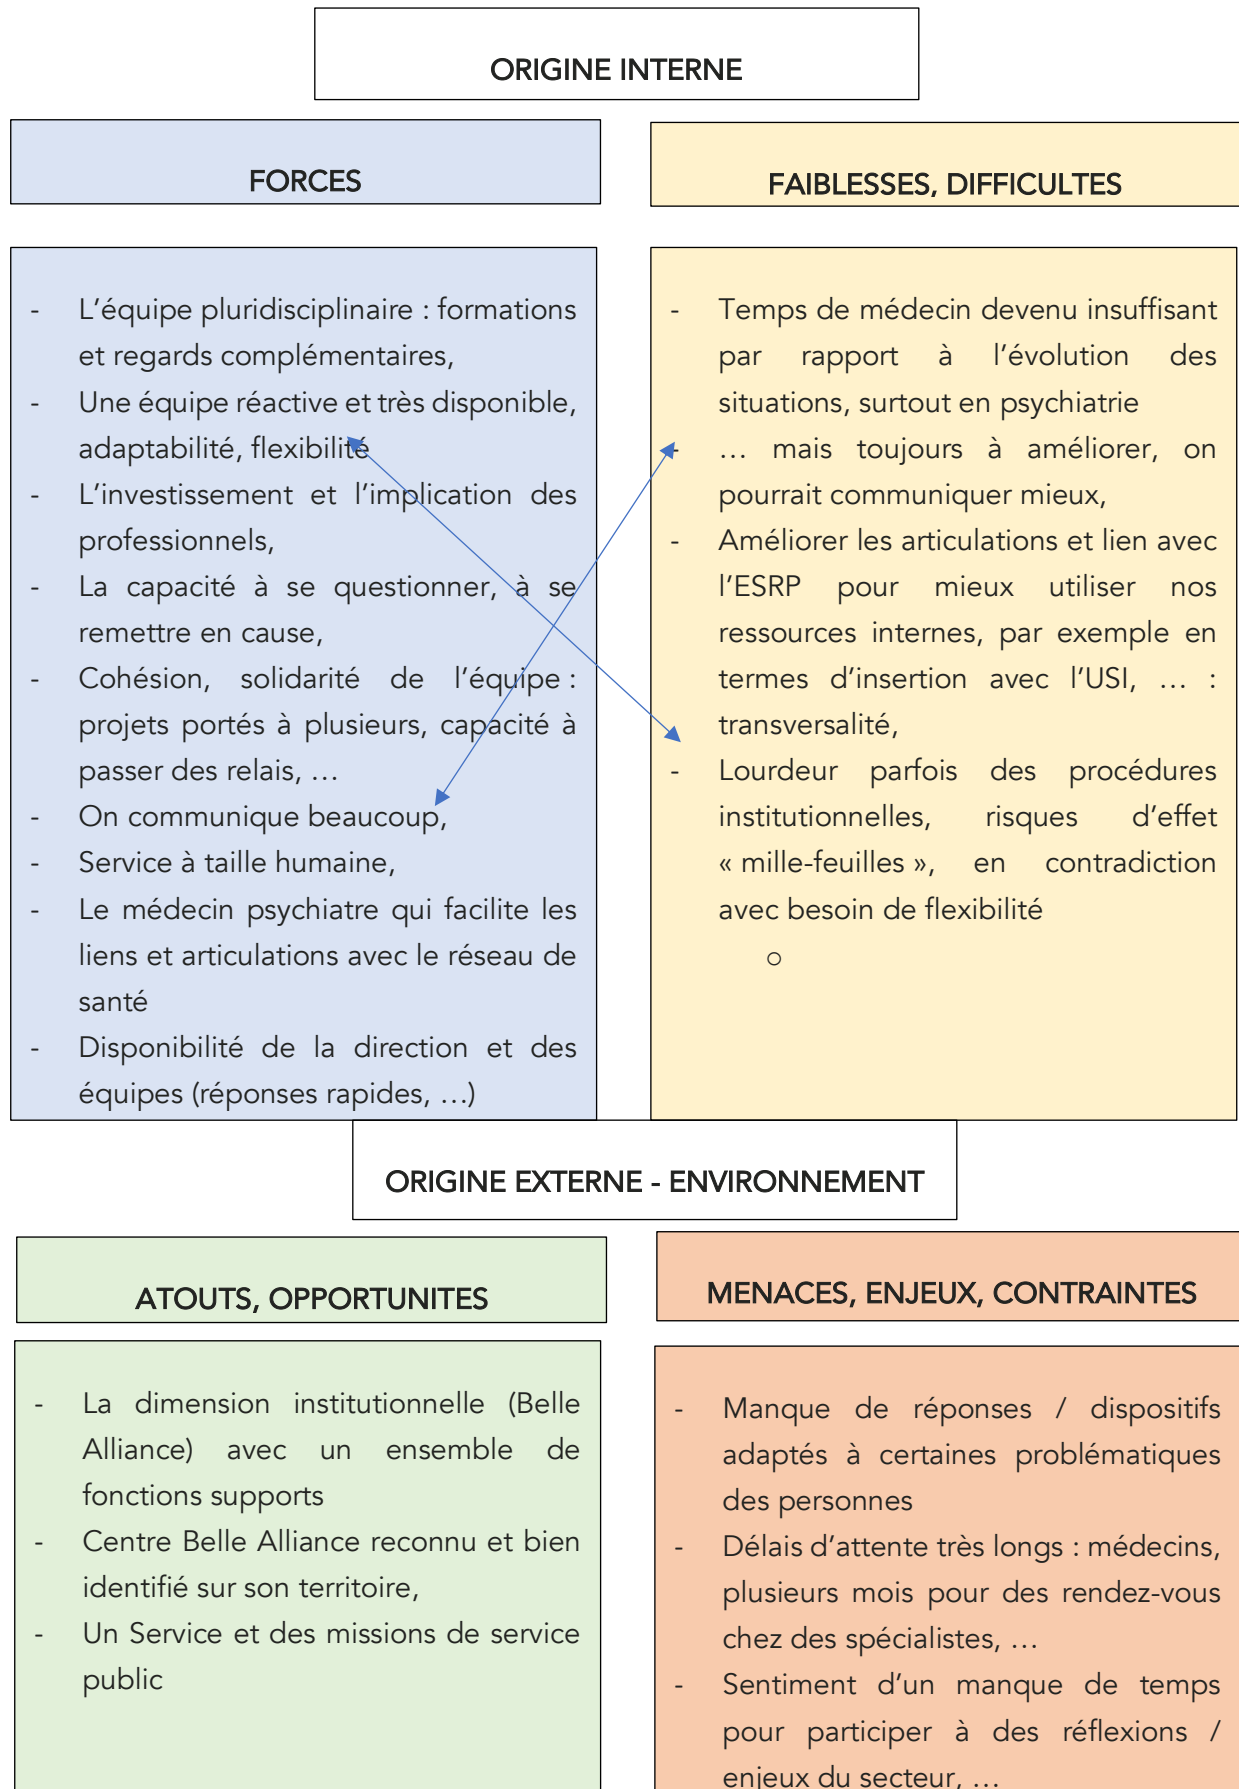 ORIGINE INTERNE
FORCES
- L’équipe pluridisciplinaire : formations
et regards complémentaires,
- Une équipe réactive et très disponible,
adaptabilité, flexibilité
- L’investissement et l’implication des
professionnels,
- La capacité à se questionner, à se
remettre en cause,
- Cohésion, solidarité de l’équipe :
projets portés à plusieurs, capacité à
passer des relais, …
- On communique beaucoup,
- Service à taille humaine,
- Le médecin psychiatre qui facilite les
liens et articulations avec le réseau de
santé
- Disponibilité de la direction et des
équipes (réponses rapides, …)
FAIBLESSES, DIFFICULTES
- Temps de médecin devenu insuffisant
par rapport à l’évolution des
situations, surtout en psychiatrie
- … mais toujours à améliorer, on
pourrait communiquer mieux,
- Améliorer les articulations et lien avec
l’ESRP pour mieux utiliser nos
ressources internes, par exemple en
termes d’insertion avec l’USI, … :
transversalité,
- Lourdeur parfois des procédures
institutionnelles, risques d’effet
« mille-feuilles », en contradiction
avec besoin de flexibilité
o
ORIGINE EXTERNE - ENVIRONNEMENT
ATOUTS, OPPORTUNITES
- La dimension institutionnelle (Belle
Alliance) avec un ensemble de
fonctions supports
- Centre Belle Alliance reconnu et bien
identifié sur son territoire,
- Un Service et des missions de service
public
MENACES, ENJEUX, CONTRAINTES
- Manque de réponses / dispositifs
adaptés à certaines problématiques
des personnes
- Délais d’attente très longs : médecins,
plusieurs mois pour des rendez-vous
chez des spécialistes, …
- Sentiment d’un manque de temps
pour participer à des réflexions /
enjeux du secteur, …